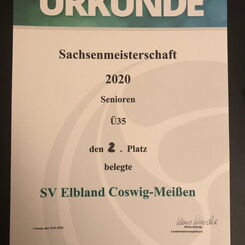 URKUNDE
Sachsenmeisterschaft
2020
Senioren
Ü35
den 2. Platz
belegte
SV Elbland Coswig-Meißen